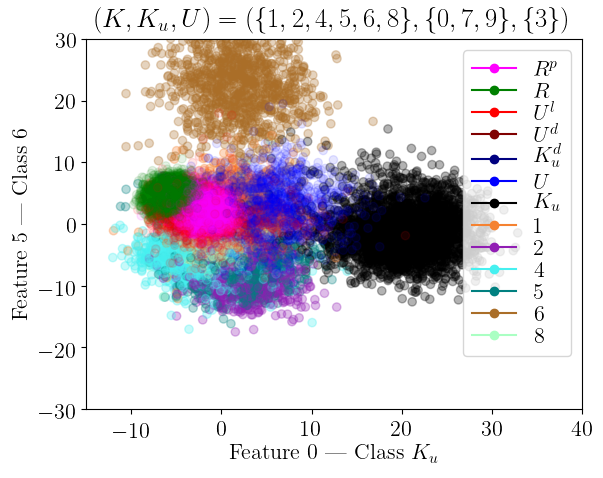 (K, K_u, U) = ({1, 2, 4, 5, 6, 8}, {0, 7, 9}, {3})
30
20
10
0
−10
−20
−30
Feature 5 — Class 6
R^p
R
U^l
U^d
K_u^d
U
K_u
1
2
4
5
6
8
−10
0
10
20
30
40
Feature 0 — Class K_u